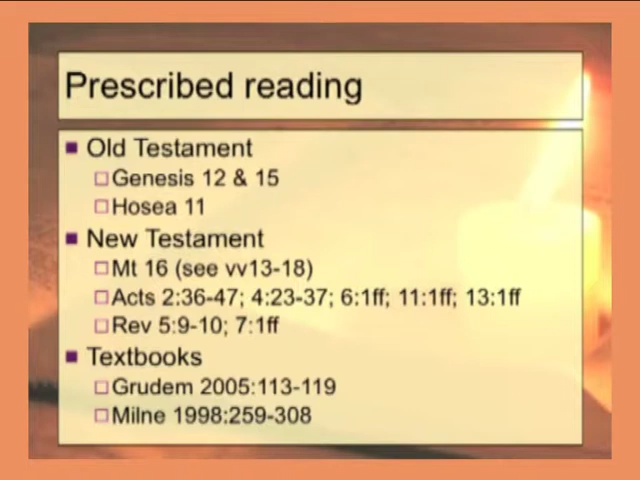 Prescribed reading
Old Testament
Genesis 12 & 15
Hosea 11
New Testament
Mt 16 (see vv13-18)
Acts 2:36-47; 4:23-37; 6:1ff; 11:1ff; 13:1ff
Rev 5:9-10; 7:1ff
Textbooks
Grudem 2005:113-119
Milne 1998:259-308